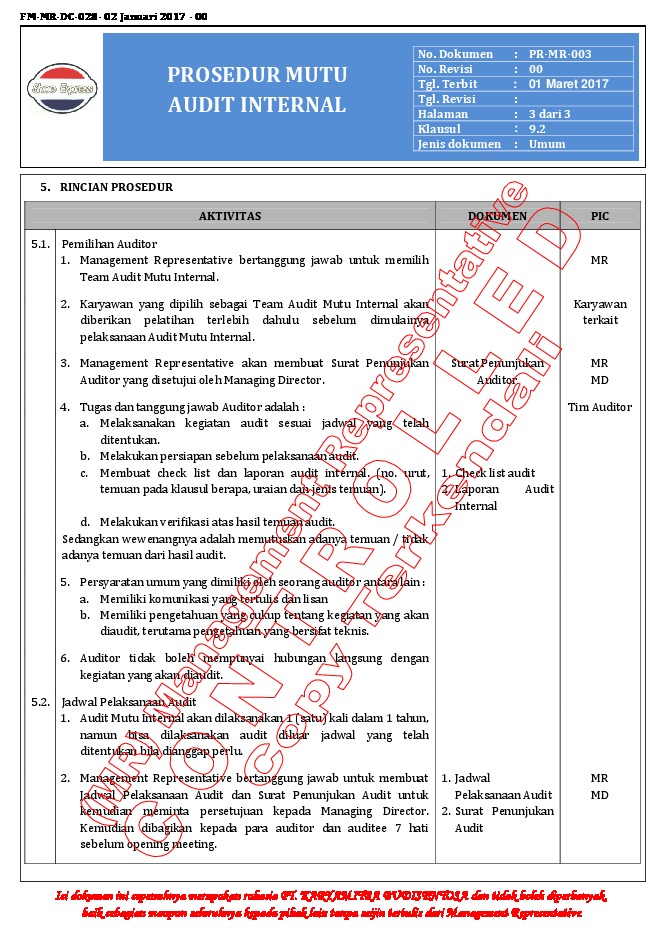 FM-MR-DC-028- 02 Januari 2017 - 00
Shoe Express
PROSEDUR MUTU
AUDIT INTERNAL
No. Dokumen : PR-MR-003
No. Revisi : 00
Tgl. Terbit : 01 Maret 2017
Tgl. Revisi :
Halaman : 3 dari 3
Klausul : 9.2
Jenis dokumen : Umum
5. RINCIAN PROSEDUR
AKTIVITAS DOKUMEN PIC
5.1. Pemilihan Auditor
1. Management Representative bertanggung jawab untuk memilih MR
Team Audit Mutu Internal.
2. Karyawan yang dipilih sebagai Team Audit Mutu Internal akan Karyawan
diberikan pelatihan terlebih dahulu sebelum dimulainya terkait
pelaksanaan Audit Mutu Internal.
3. Management Representative akan membuat Surat Penunjukan Surat Penunjukan MR
Auditor yang disetujui oleh Managing Director. Auditor MD
4. Tugas dan tanggung jawab Auditor adalah : Tim Auditor
a. Melaksanakan kegiatan audit sesuai jadwal yang telah
ditentukan.
b. Melakukan persiapan sebelum pelaksanaan audit.
c. Membuat check list dan laporan audit internal. (no. urut, 1. Check list audit
temuan pada klausul berapa, uraian dan jenis temuan). 2. Laporan Audit
Internal
d. Melakukan verifikasi atas hasil temuan audit.
Sedangkan wewenangnya adalah memutuskan adanya temuan / tidak
adanya temuan dari hasil audit.
5. Persyaratan umum yang dimiliki oleh seorang auditor antara lain :
a. Memiliki komunikasi yang tertulis dan lisan
b. Memiliki pengetahuan yang cukup tentang kegiatan yang akan
diaudit, terutama pengetahuan yang bersifat teknis.
6. Auditor tidak boleh mempunyai hubungan langsung dengan
kegiatan yang akan diaudit.
5.2. Jadwal Pelaksanaan Audit
1. Audit Mutu Internal akan dilaksanakan 1 (satu) kali dalam 1 tahun,
namun bisa dilaksanakan audit diluar jadwal yang telah
ditentukan bila dianggap perlu.
2. Management Representative bertanggung jawab untuk membuat 1. Jadwal MR
Jadwal Pelaksanaan Audit dan Surat Penunjukan Audit untuk Pelaksanaan Audit MD
kemudian meminta persetujuan kepada Managing Director. 2. Surat Penunjukan
Kemudian dibagikan kepada para auditor dan auditee 7 hati Audit
sebelum opening meeting.
(MR) Management Representative
CONTROLLED
Copy Terkendali
Isi dokumen ini sepenuhnya merupakan rahasia PT. KARYAMITRA BUDISENTOSA dan tidak boleh diperbanyak,
baik sebagian maupun seluruhnya kepada pihak lain tanpa seijin tertulis dari Management Representative